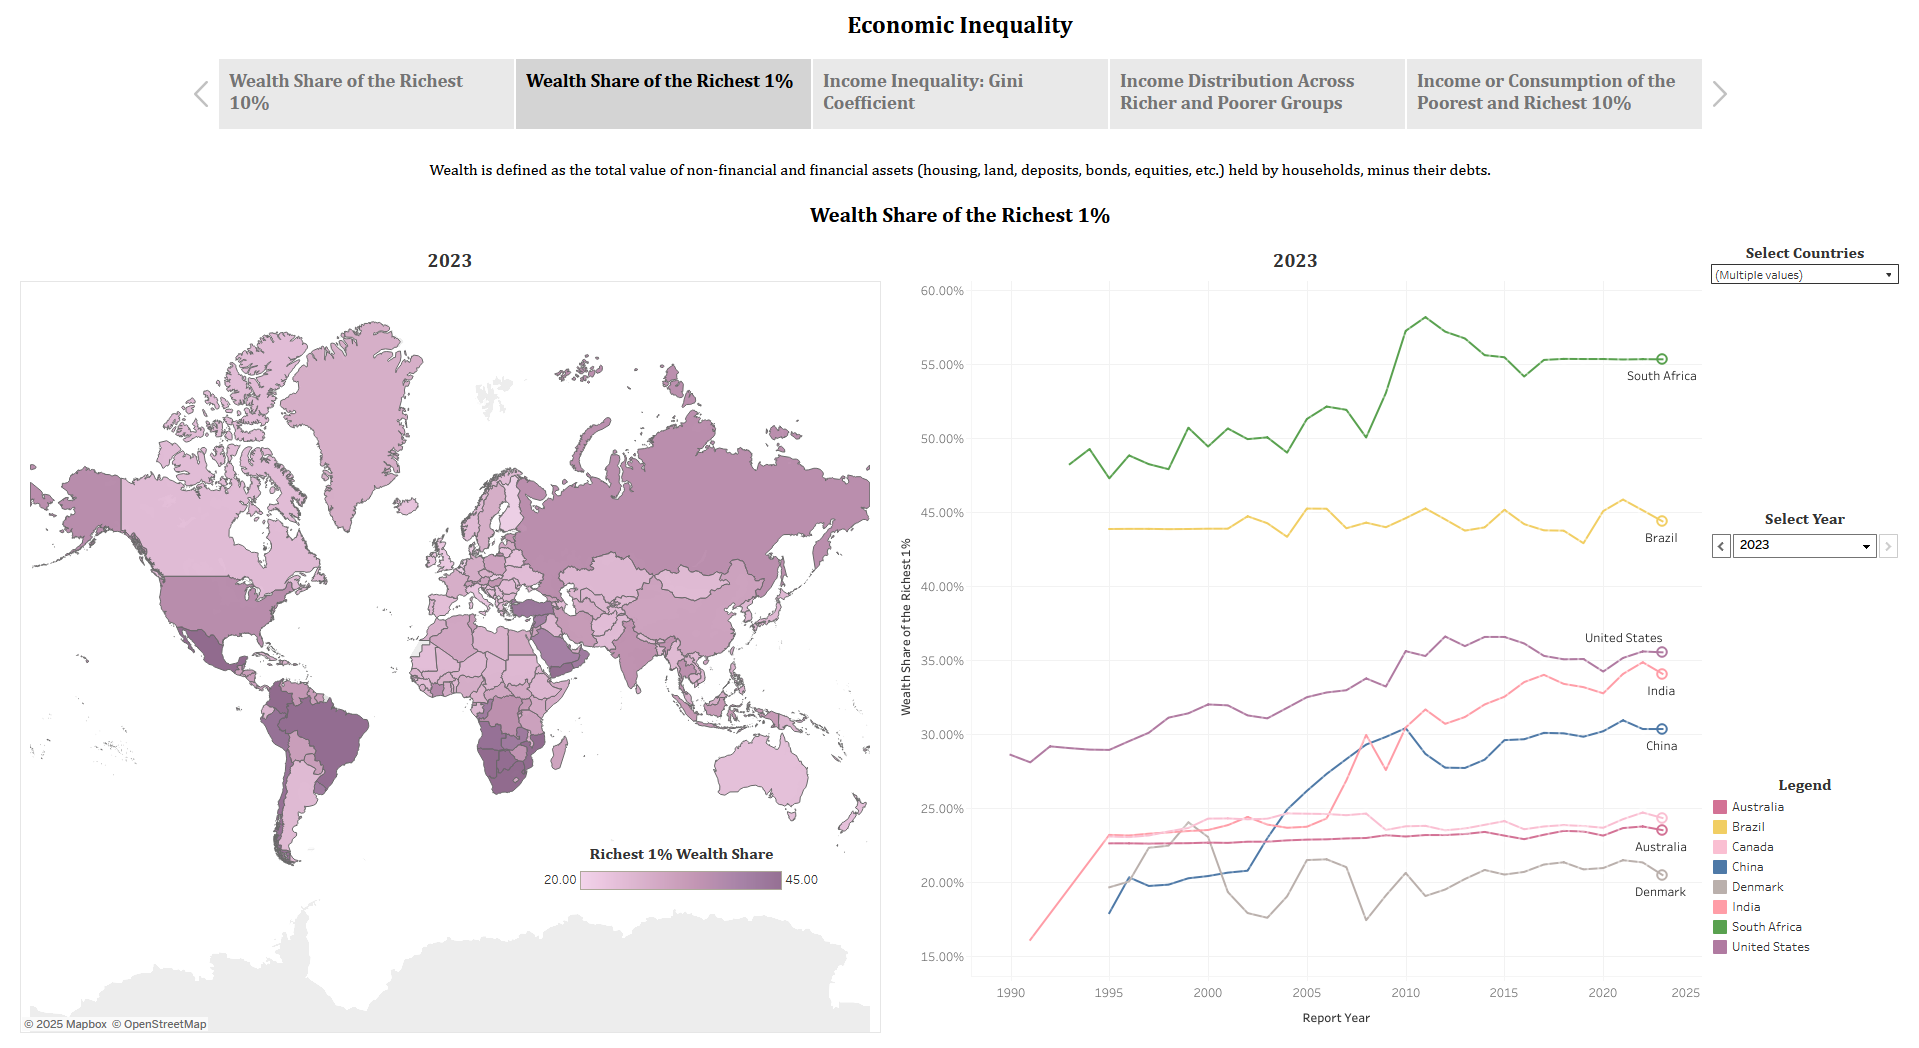 Economic Inequality
Wealth Share of the Richest
10%
Wealth Share of the Richest 1%
Income Inequality: Gini
Coefficient
Income Distribution Across
Richer and Poorer Groups
Income or Consumption of the
Poorest and Richest 10%
Wealth is defined as the total value of non-financial and financial assets (housing, land, deposits, bonds, equities, etc.) held by households, minus their debts.
Wealth Share of the Richest 1%
2023
Richest 1% Wealth Share
20.00
45.00
© 2025 Mapbox © OpenStreetMap
2023
Wealth Share of the Richest 1%
60.00%
55.00%
50.00%
45.00%
40.00%
35.00%
30.00%
25.00%
20.00%
15.00%
South Africa
Brazil
United States
India
China
Australia
Denmark
1990
1995
2000
2005
2010
2015
2020
2025
Report Year
Select Countries
(Multiple values)
Select Year
2023
Legend
Australia
Brazil
Canada
China
Denmark
India
South Africa
United States